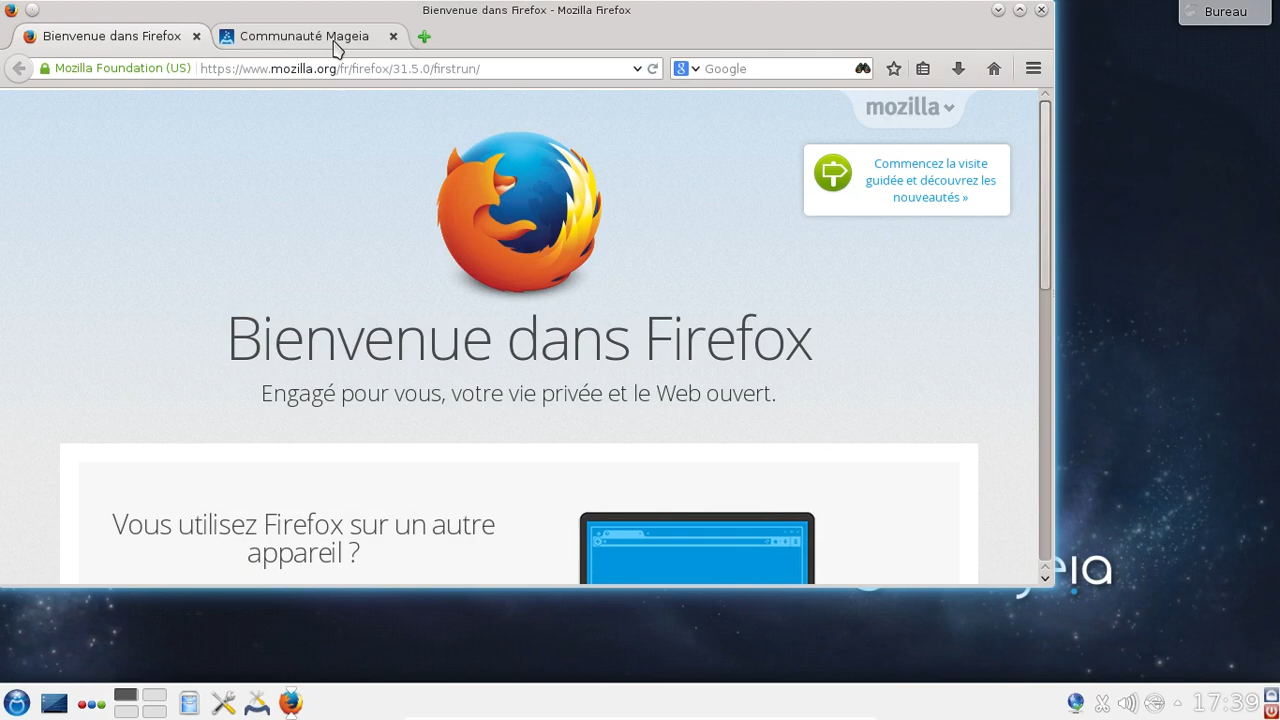 Bienvenue dans Firefox - Mozilla Firefox
Bureau
Bienvenue dans Firefox
Communauté Mageia
Mozilla Foundation (US)
https://www.mozilla.org/fr/firefox/31.5.0/firstrun/
Google
mozilla
Commencez la visite
guidée et découvrez les
nouveautés »
Bienvenue dans Firefox
Engagé pour vous, votre vie privée et le Web ouvert.
Vous utilisez Firefox sur un autre
appareil ?
17:39